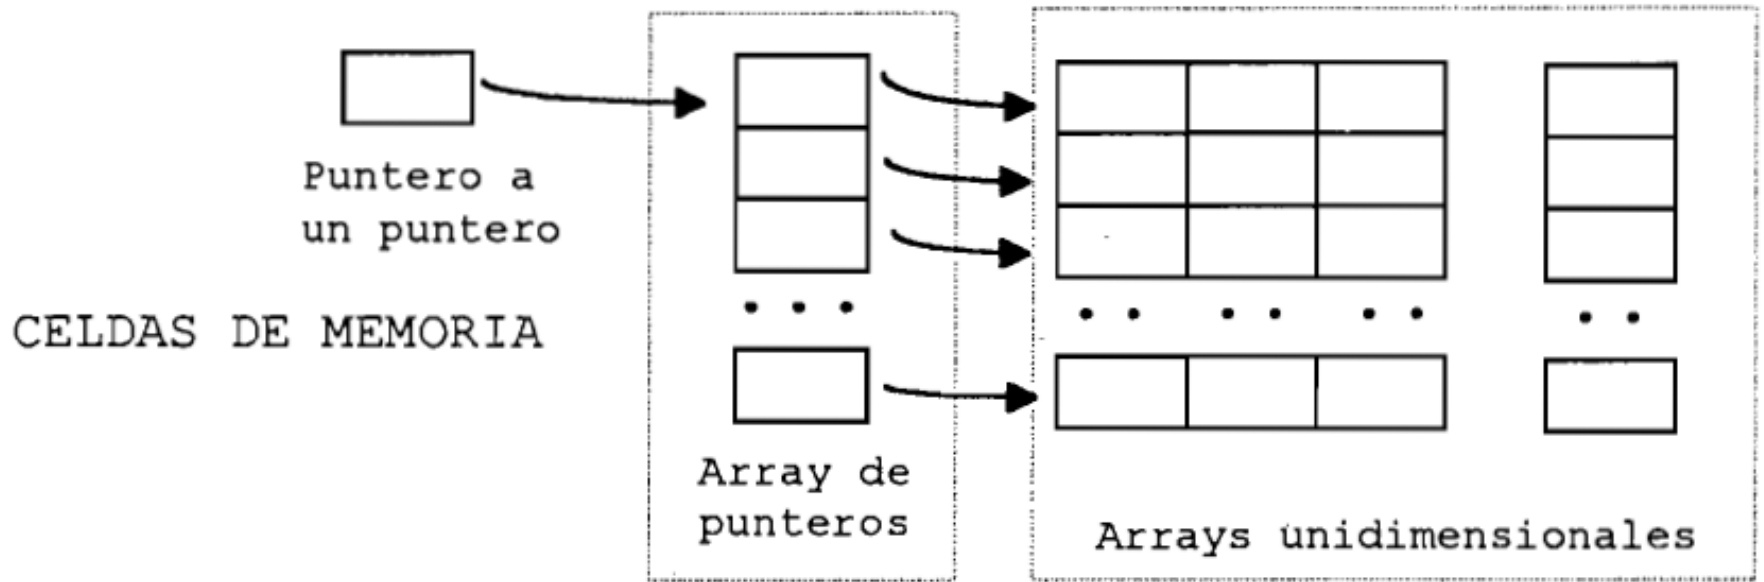 Puntero a
un puntero
CELDAS DE MEMORIA
Array de
punteros
Arrays unidimensionales